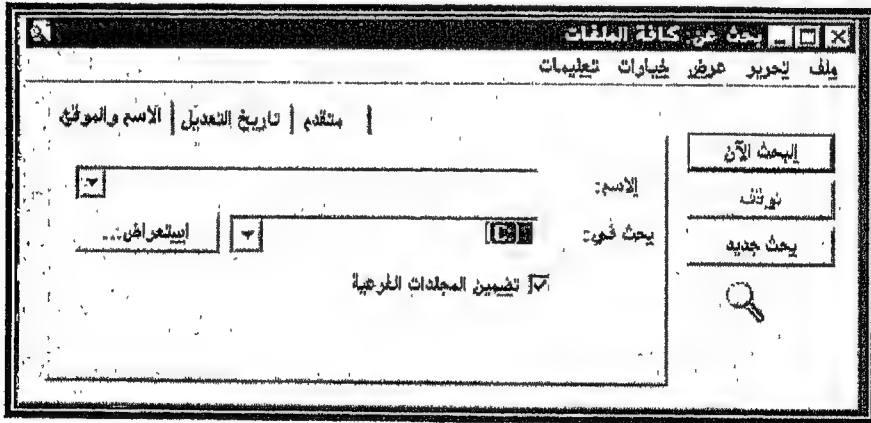 بحث عن: كافة الملفات
ملف تحرير عرض خيارات تعليمات
متقدم | تاريخ التعديل | الاسم والموقع
البحث الآن
توقف
بحث جديد
الاسم:
بحث في:
استعراض...
تضمين المجلدات الفرعية